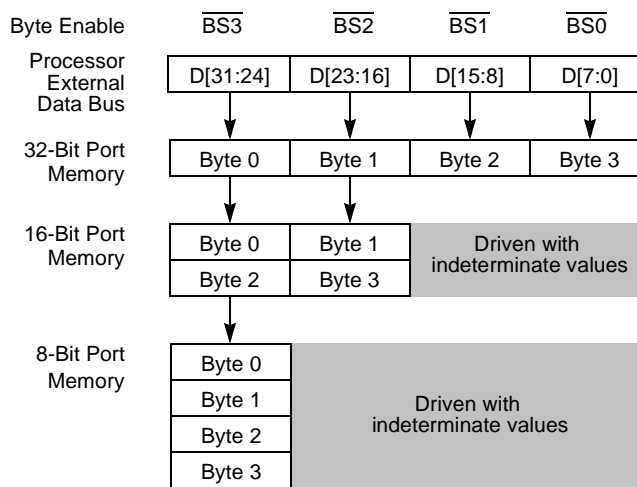 Byte Enable BS3 BS2 BS1 BS0
Processor
External
Data Bus
D[31:24] D[23:16] D[15:8] D[7:0]
32-Bit Port
Memory
Byte 0 Byte 1 Byte 2 Byte 3
16-Bit Port
Memory
Byte 0 Byte 1
Byte 2 Byte 3
Driven with
indeterminate values
8-Bit Port
Memory
Byte 0
Byte 1
Byte 2
Byte 3
Driven with
indeterminate values